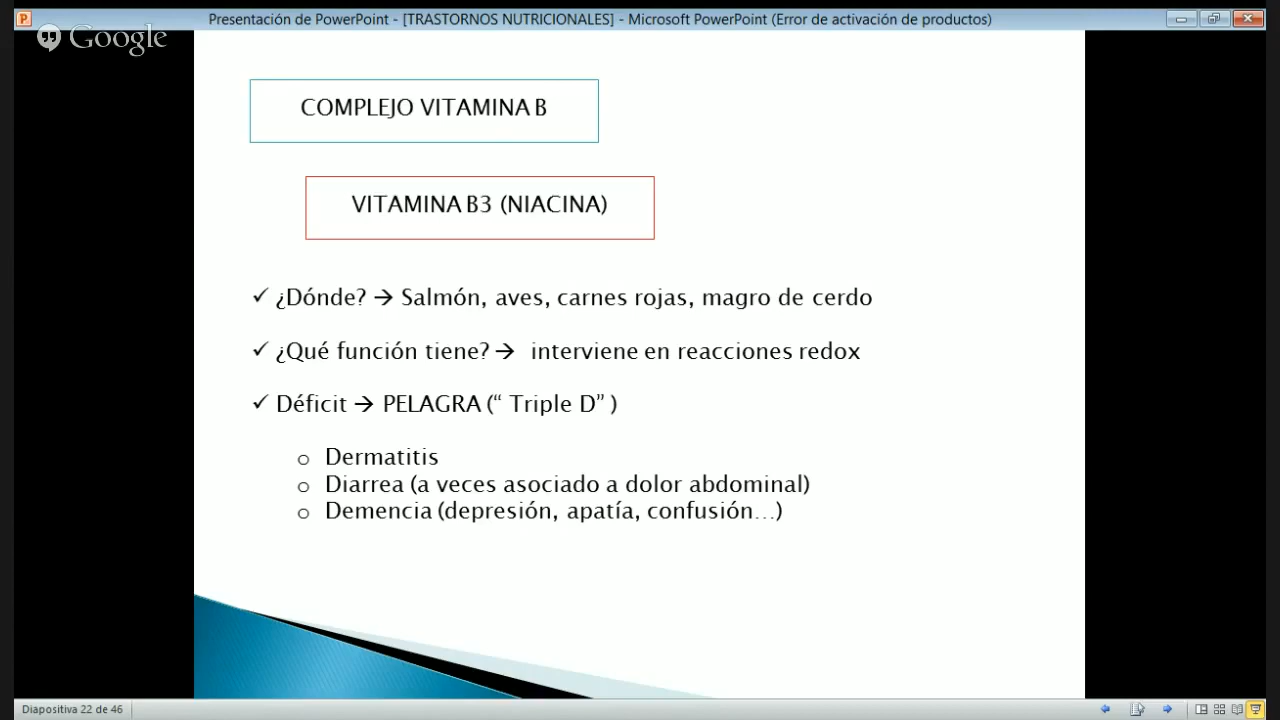 Presentación de PowerPoint - [TRASTORNOS NUTRICIONALES] - Microsoft PowerPoint (Error de activación de productos)
Google
COMPLEJO VITAMINA B
VITAMINA B3 (NIACINA)
✓ ¿Dónde? → Salmón, aves, carnes rojas, magro de cerdo
✓ ¿Qué función tiene? → interviene en reacciones redox
✓ Déficit → PELAGRA (“ Triple D” )
o Dermatitis
o Diarrea (a veces asociado a dolor abdominal)
o Demencia (depresión, apatía, confusión...)
Diapositiva 22 de 46